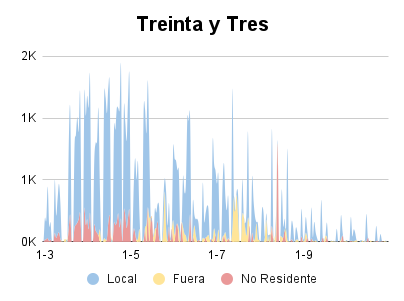 Treinta y Tres
2K
1K
1K
0K
1-3 1-5 1-7 1-9
Local Fuera No Residente